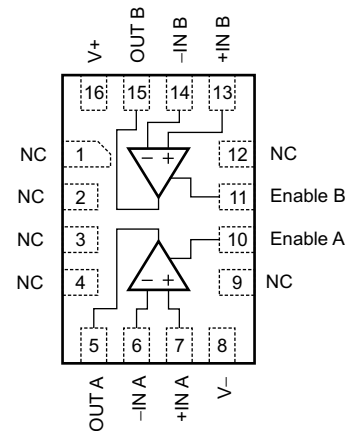 V+
OUT B
−IN B
+IN B
16
15
14
13
NC
1
− +
12
NC
NC
2
11
Enable B
NC
3
10
Enable A
NC
4
− +
9
NC
5
6
7
8
OUT A
−IN A
+IN A
V−